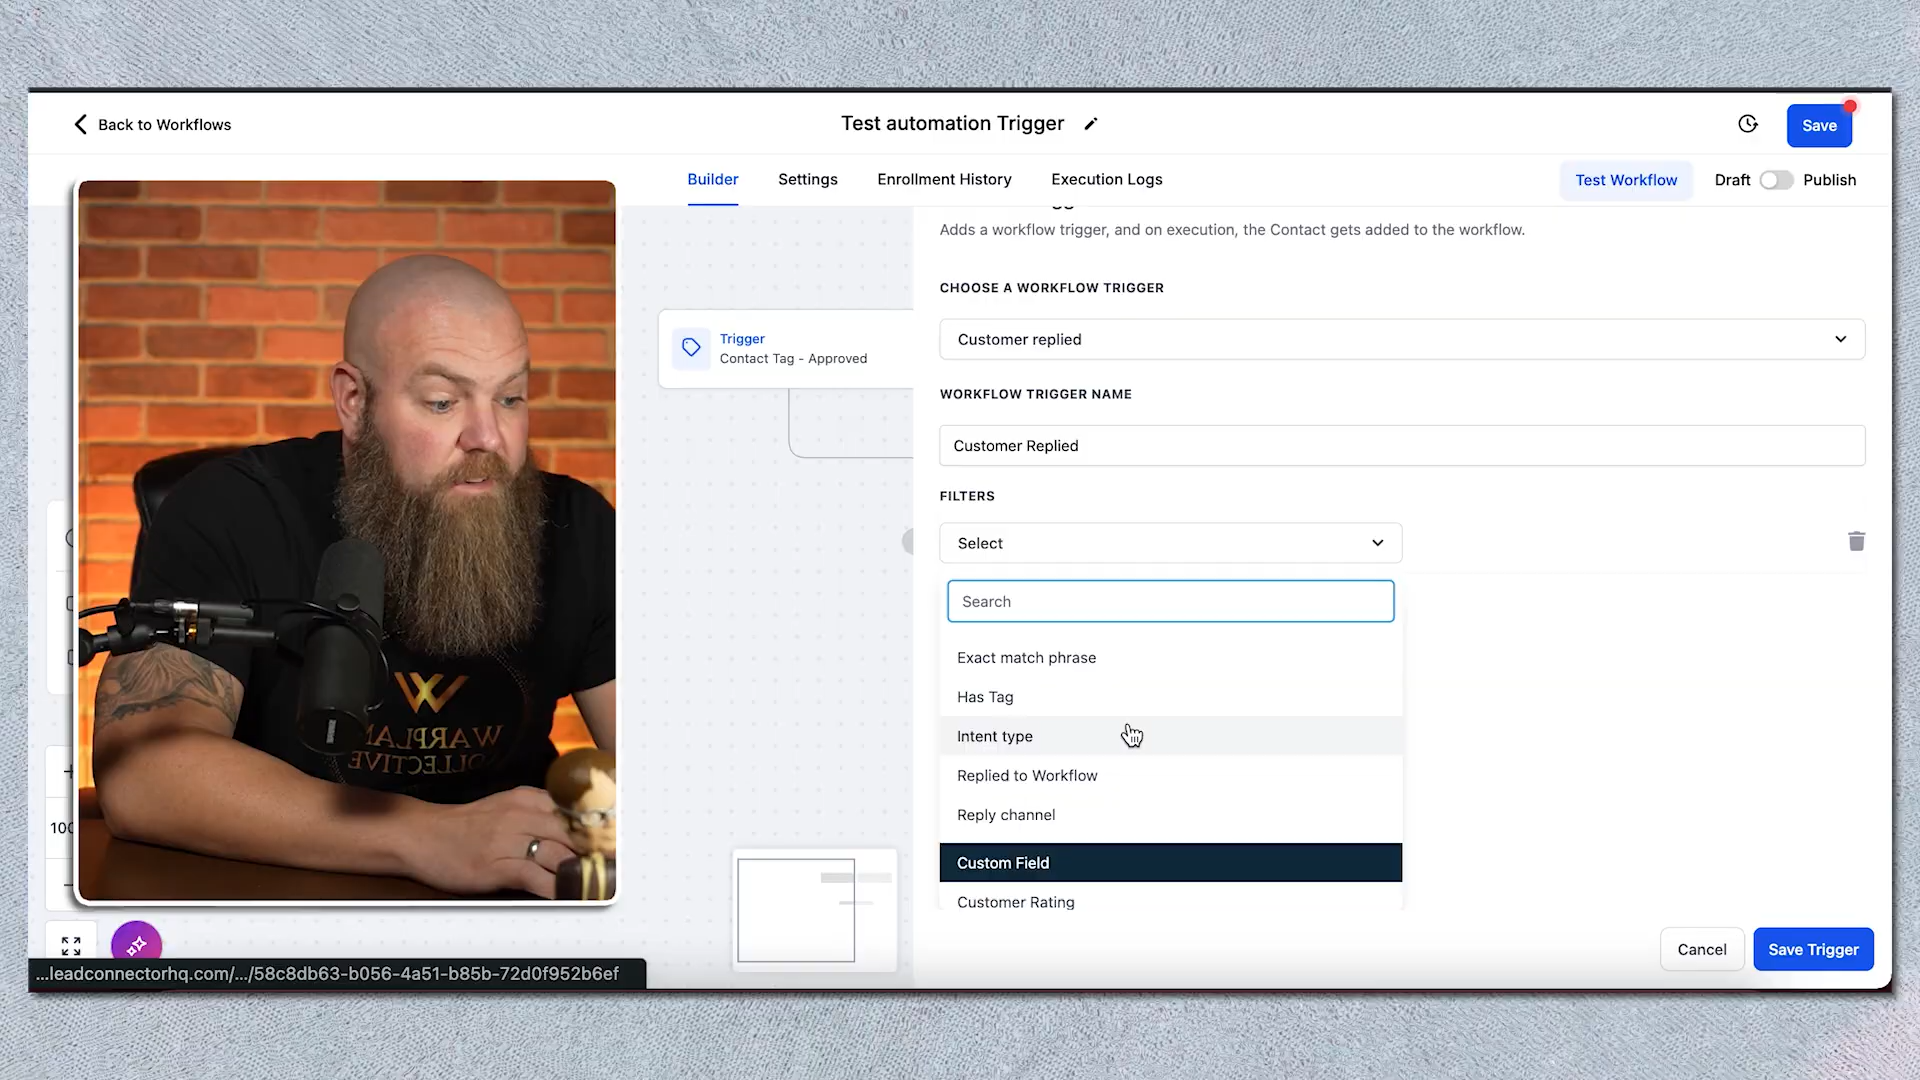 Back to Workflows
Test automation Trigger
Save
Builder
Settings
Enrollment History
Execution Logs
Test Workflow
Draft
Publish
Adds a workflow trigger, and on execution, the Contact gets added to the workflow.
CHOOSE A WORKFLOW TRIGGER
Customer replied
WORKFLOW TRIGGER NAME
Customer Replied
FILTERS
Select
Search
Exact match phrase
Has Tag
Intent type
Replied to Workflow
Reply channel
Custom Field
Customer Rating
Cancel
Save Trigger
Trigger
Contact Tag - Approved
WARPLAN
COLLECTIVE
100
...leadconnectorhq.com/.../58c8db63-b056-4a51-b85b-72d0f952b6ef